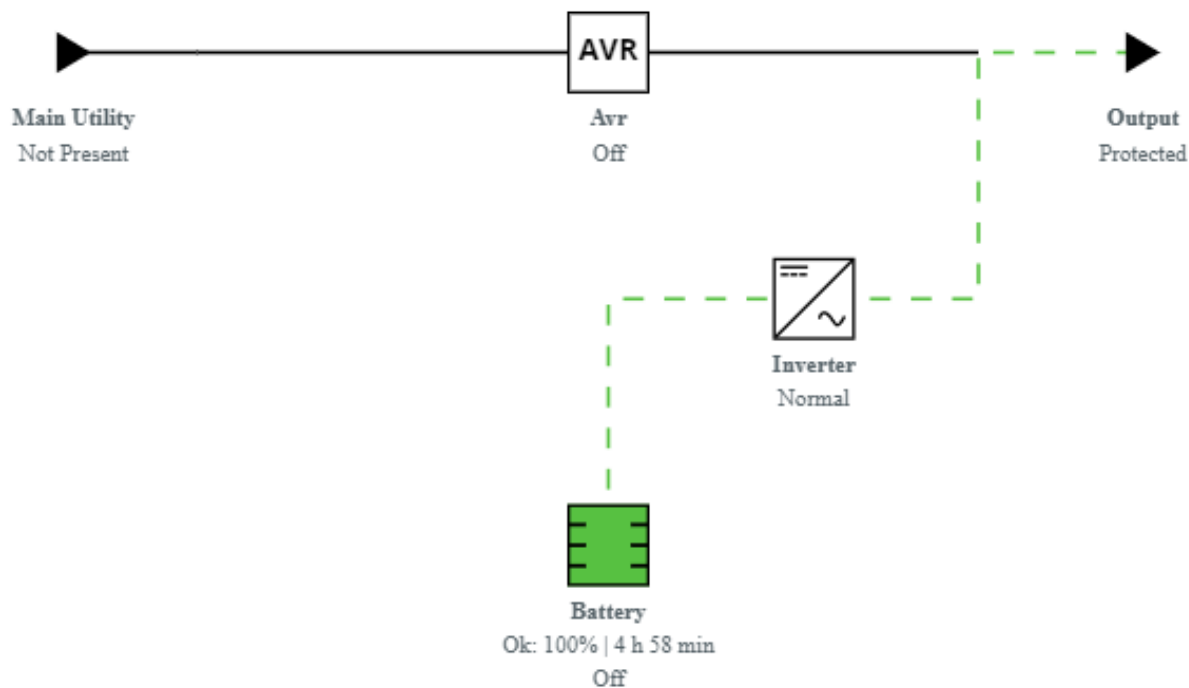 AVR
Main Utility
Not Present
Avr
Off
Output
Protected
Inverter
Normal
Battery
Ok: 100% | 4 h 58 min
Off